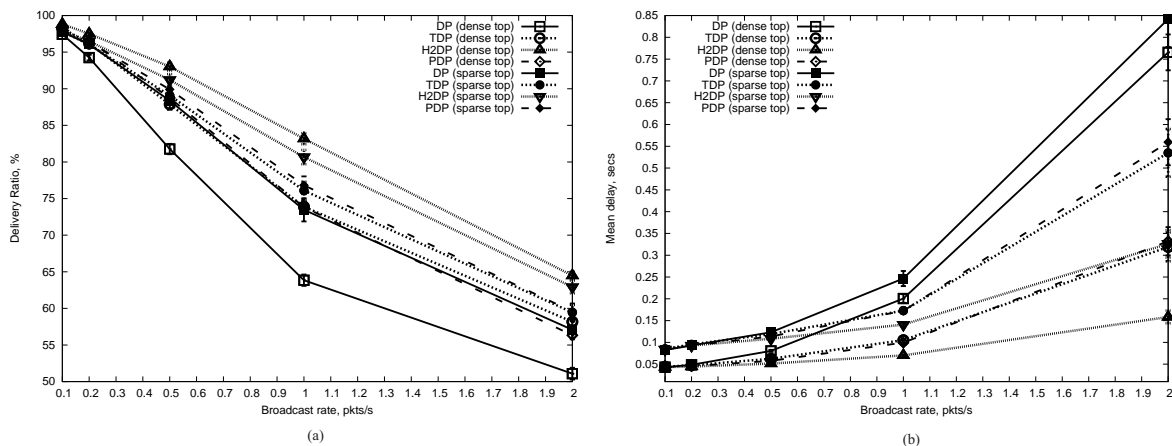 100
95
90
85
80
75
70
65
60
55
50
Delivery Ratio, %
0.1 0.2 0.3 0.4 0.5 0.6 0.7 0.8 0.9 1 1.1 1.2 1.3 1.4 1.5 1.6 1.7 1.8 1.9 2
Broadcast rate, pkts/s
DP (dense top)
TDP (dense top)
H2DP (dense top)
PDP (dense top)
DP (sparse top)
TDP (sparse top)
H2DP (sparse top)
PDP (sparse top)
(a)
0.85
0.8
0.75
0.7
0.65
0.6
0.55
0.5
0.45
0.4
0.35
0.3
0.25
0.2
0.15
0.1
0.05
Mean delay, secs
0.1 0.2 0.3 0.4 0.5 0.6 0.7 0.8 0.9 1 1.1 1.2 1.3 1.4 1.5 1.6 1.7 1.8 1.9 2
Broadcast rate, pkts/s
DP (dense top)
TDP (dense top)
H2DP (dense top)
PDP (dense top)
DP (sparse top)
TDP (sparse top)
H2DP (sparse top)
PDP (sparse top)
(b)